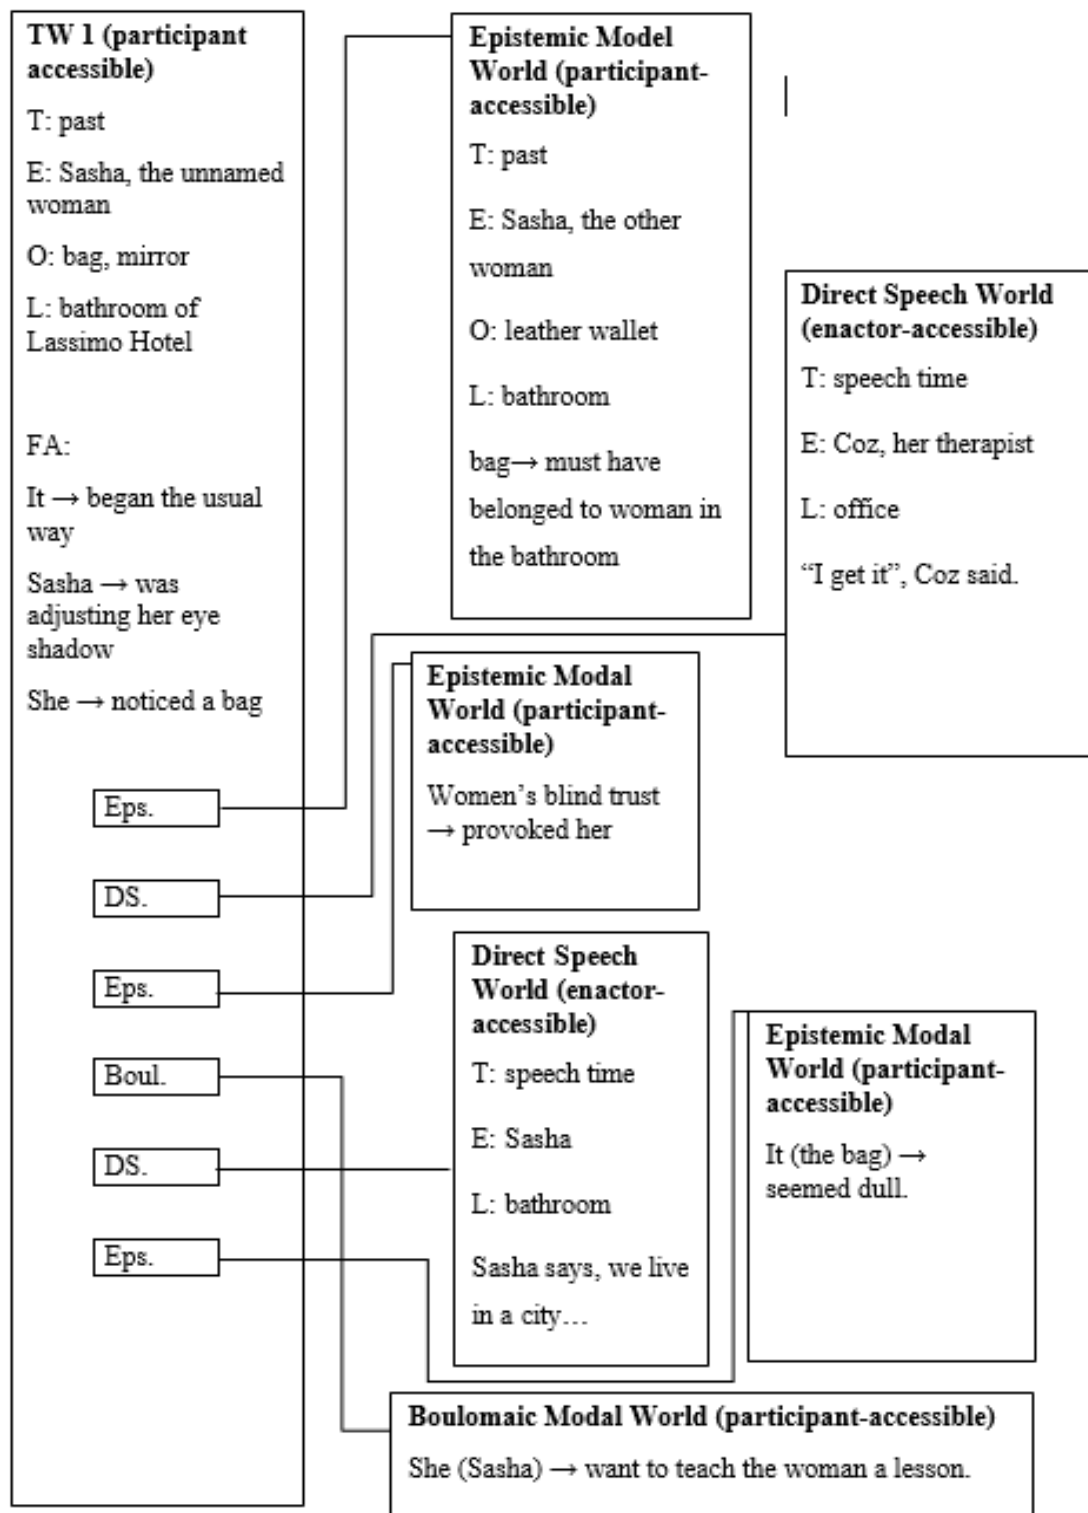 TW 1 (participant
accessible)
T: past
E: Sasha, the unnamed
woman
O: bag, mirror
L: bathroom of
Lassimo Hotel
FA:
It → began the usual
way
Sasha → was
adjusting her eye
shadow
She → noticed a bag
Eps.
DS.
Eps.
Boul.
DS.
Eps.
Epistemic Model
World (participant-
accessible)
T: past
E: Sasha, the other
woman
O: leather wallet
L: bathroom
bag→ must have
belonged to woman in
the bathroom
Direct Speech World
(enactor-accessible)
T: speech time
E: Coz, her therapist
L: office
“I get it”, Coz said.
Epistemic Modal
World (participant-
accessible)
Women’s blind trust
→ provoked her
Direct Speech
World (enactor-
accessible)
T: speech time
E: Sasha
L: bathroom
Sasha says, we live
in a city…
Epistemic Modal
World (participant-
accessible)
It (the bag) →
seemed dull.
Boulomaic Modal World (participant-accessible)
She (Sasha) → want to teach the woman a lesson.